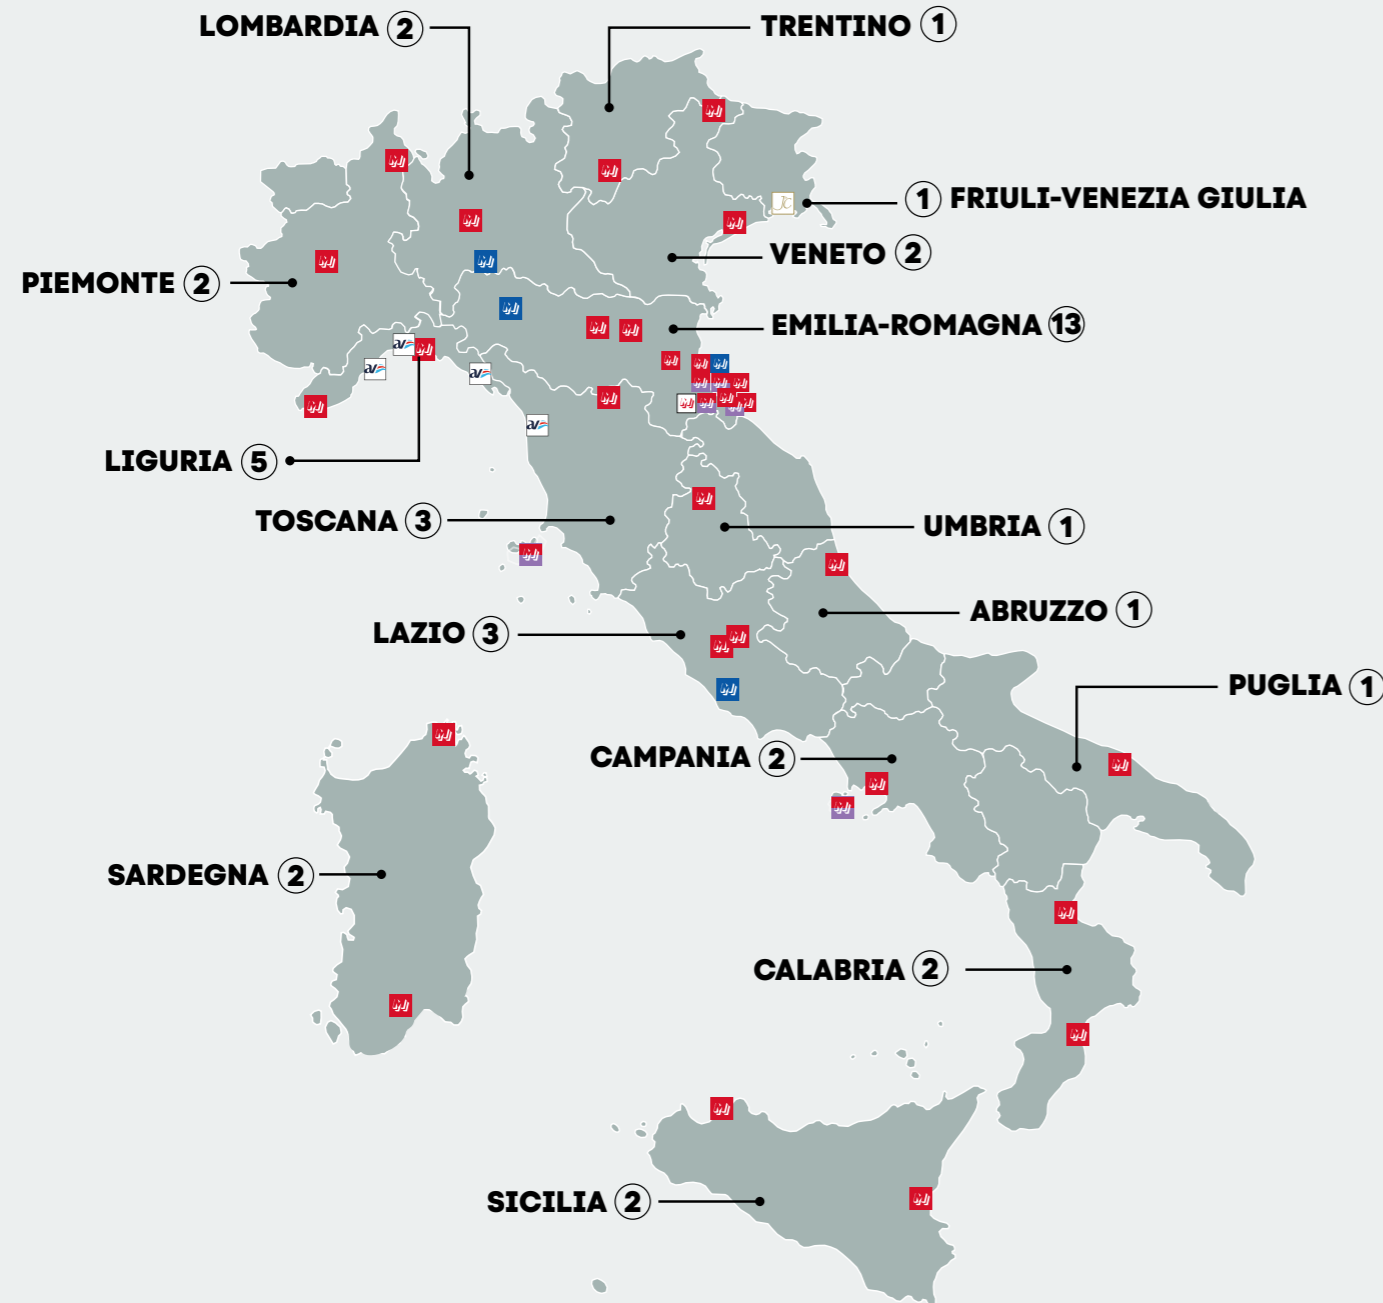 LOMBARDIA 2
TRENTINO 1
1 FRIULI-VENEZIA GIULIA
VENETO 2
PIEMONTE 2
EMILIA-ROMAGNA 13
LIGURIA 5
TOSCANA 3
UMBRIA 1
ABRUZZO 1
LAZIO 3
PUGLIA 1
CAMPANIA 2
SARDEGNA 2
CALABRIA 2
SICILIA 2